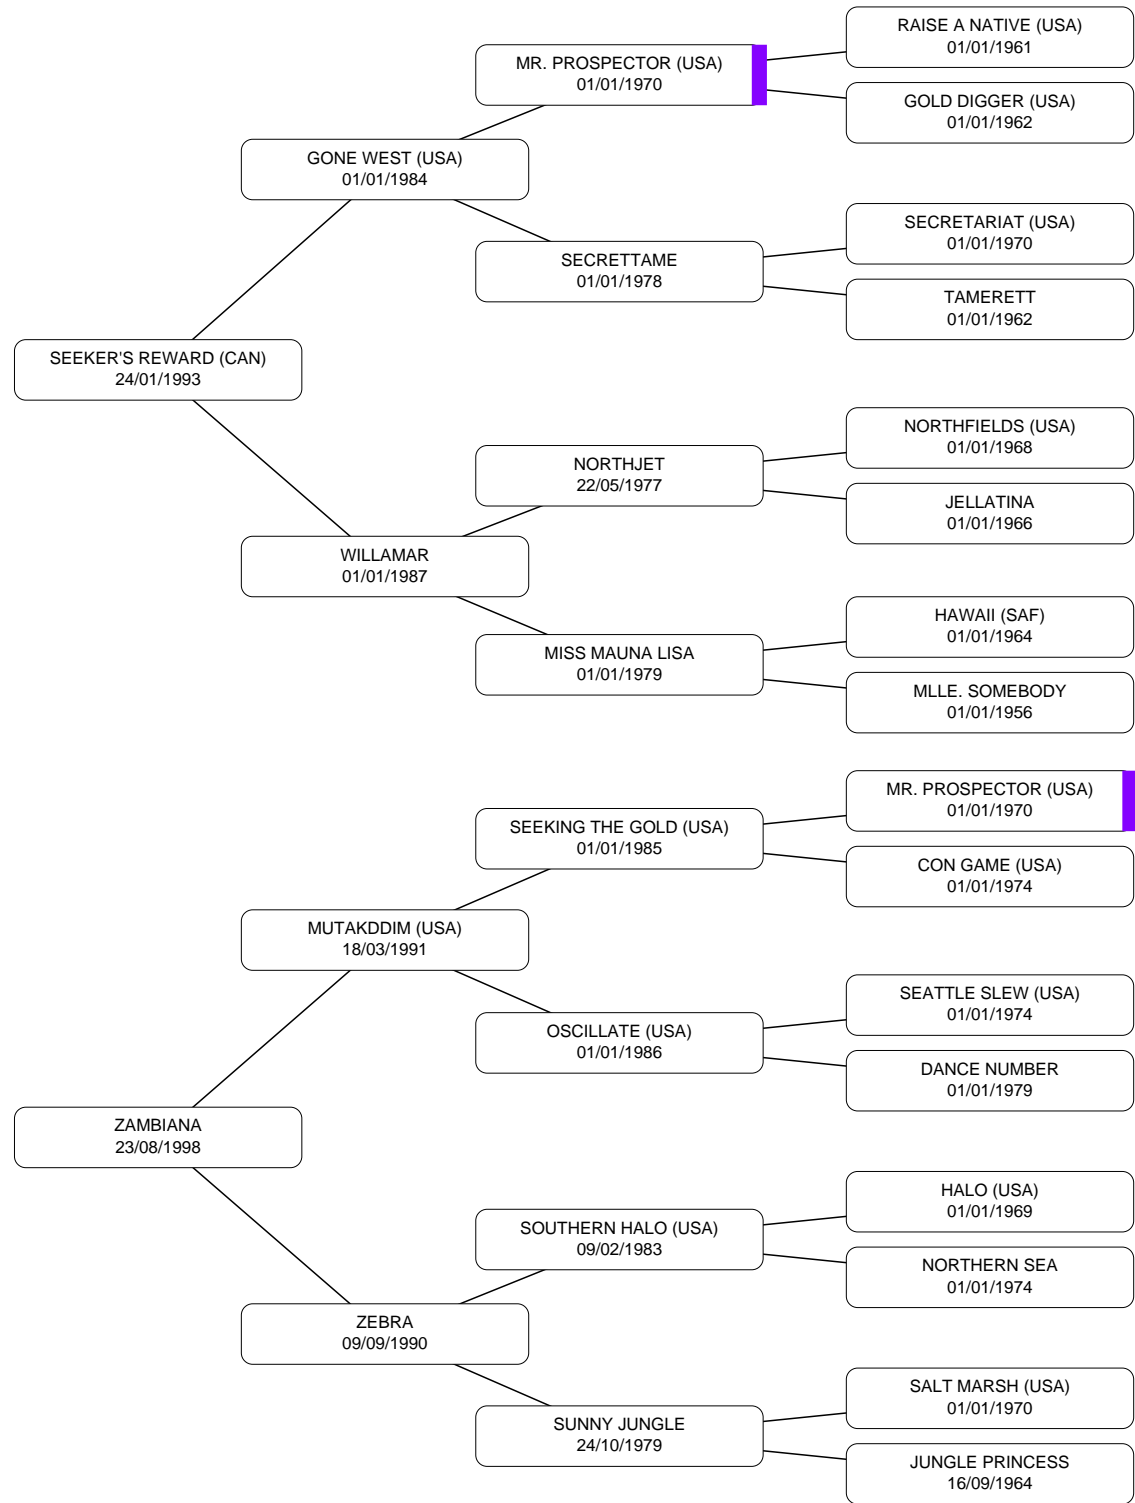 RAISE A NATIVE (USA)
01/01/1961
MR. PROSPECTOR (USA)
01/01/1970
GOLD DIGGER (USA)
01/01/1962
GONE WEST (USA)
01/01/1984
SECRETARIAT (USA)
01/01/1970
SECRETTAME
01/01/1978
TAMERETT
01/01/1962
SEEKER'S REWARD (CAN)
24/01/1993
NORTHFIELDS (USA)
01/01/1968
NORTHJET
22/05/1977
JELLATINA
01/01/1966
WILLAMAR
01/01/1987
HAWAII (SAF)
01/01/1964
MISS MAUNA LISA
01/01/1979
MLLE. SOMEBODY
01/01/1956
MR. PROSPECTOR (USA)
01/01/1970
SEEKING THE GOLD (USA)
01/01/1985
CON GAME (USA)
01/01/1974
MUTAKDDIM (USA)
18/03/1991
SEATTLE SLEW (USA)
01/01/1974
OSCILLATE (USA)
01/01/1986
DANCE NUMBER
01/01/1979
ZAMBIANA
23/08/1998
HALO (USA)
01/01/1969
SOUTHERN HALO (USA)
09/02/1983
NORTHERN SEA
01/01/1974
ZEBRA
09/09/1990
SALT MARSH (USA)
01/01/1970
SUNNY JUNGLE
24/10/1979
JUNGLE PRINCESS
16/09/1964